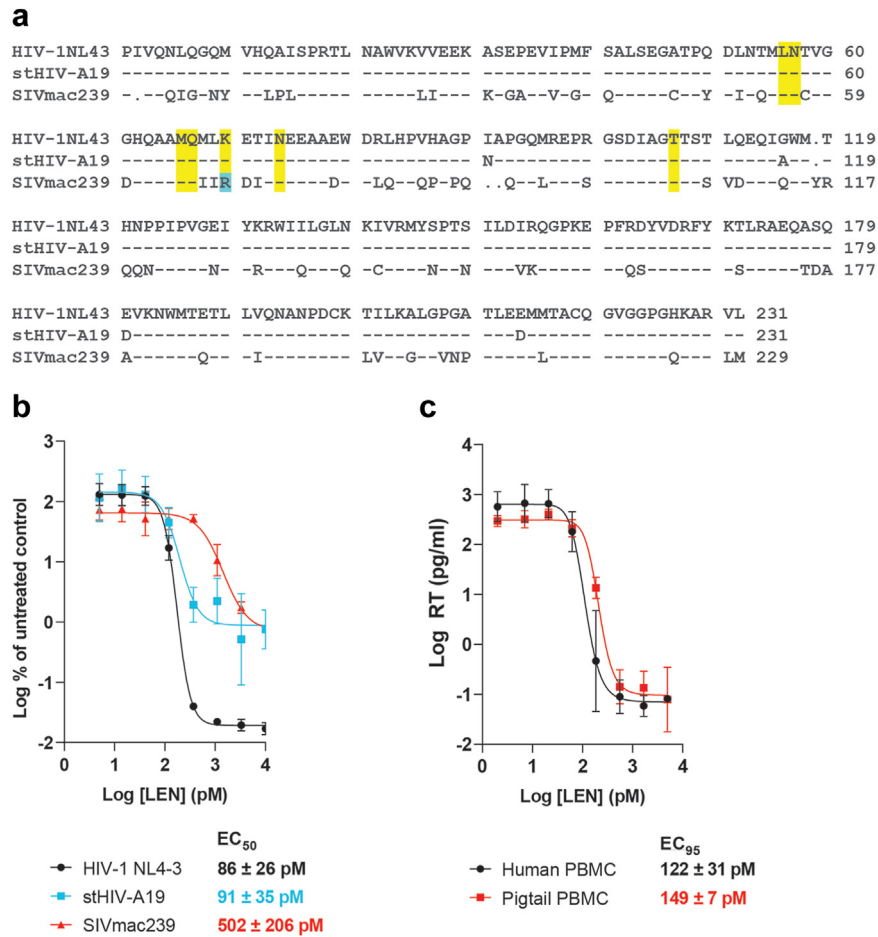 a
HIV-1NL43 PIVQNLQGQM VHQAISPRTL NAWVKVVEEK ASEPEVIPMF SALSEGATPQ DLNTMLNTVG 60
stHIV-A19 ---------- ---------- ---------- ---------- ---------- ---------- 60
SIVmac239 .-QIG-NY ---LPL---- -----LI--- K-GA--V-G- Q-----C--Y -I-Q---C-- 59
HIV-1NL43 GHQAAMQMLK ETINEEAAEW DRLHPVHAGP IAPGQMREPR GSDIAGTTST LQEQIGWM.T 119
stHIV-A19 ---------- ---------- ---------- N--------- ---------- -----A--.- 119
SIVmac239 D------IIR DI-----D-- -LQ--QP-PQ ..Q--L--S- ---------S VD---Q--YR 117
HIV-1NL43 HNPPIPVGEI YKRWIILGLN KIVRMYSPTS ILDIRQGPKE PFRDYVDRFY KTLRAEQASQ 179
stHIV-A19 ---------- ---------- ---------- ---------- ---------- ---------- 179
SIVmac239 QQN-----N- -R---Q---Q -C----N--N ---VK----- ---QS----- --S----TDA 177
HIV-1NL43 EVKNWMTETL LVQNANPDCK TILKALGPGA TLEEMMTACQ GVGGPGHKAR VL 231
stHIV-A19 D--------- ---------- ---------- ---D------ ---------- -- 231
SIVmac239 A------Q-- -I-------- LV--G--VNP -----L---- -------Q-- LM 229
b
c
Log % of untreated control
3
2
1
0
-1
-2
0 1 2 3 4
Log [LEN] (pM)
Log RT (pg/ml)
4
3
2
1
0
-1
-2
0 1 2 3 4
Log [LEN] (pM)
EC50
HIV-1 NL4-3 86 ± 26 pM
stHIV-A19 91 ± 35 pM
SIVmac239 502 ± 206 pM
EC95
Human PBMC 122 ± 31 pM
Pigtail PBMC 149 ± 7 pM